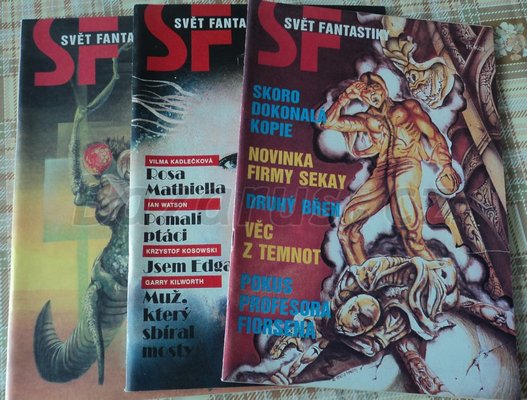 SF
SVĚT FANTAST
SF
SVĚT FANTAS
VILMA KADLEČKOVÁ
Rosa
Mathiella
IAN WATSON
Pomalí
ptáci
KRZYSTOF KOSOWSKI
Jsem Edga
GARRY KILWORTH
Muž,
který
sbíral
mosty
SF
SVĚT FANTASTIKY
SKORO
DOKONALÁ
KOPIE
NOVINKA
FIRMY SEKAY
DRUHÝ BŘEH
VĚC
Z TEMNOT
POKUS
PROFESORA
FIORSENA